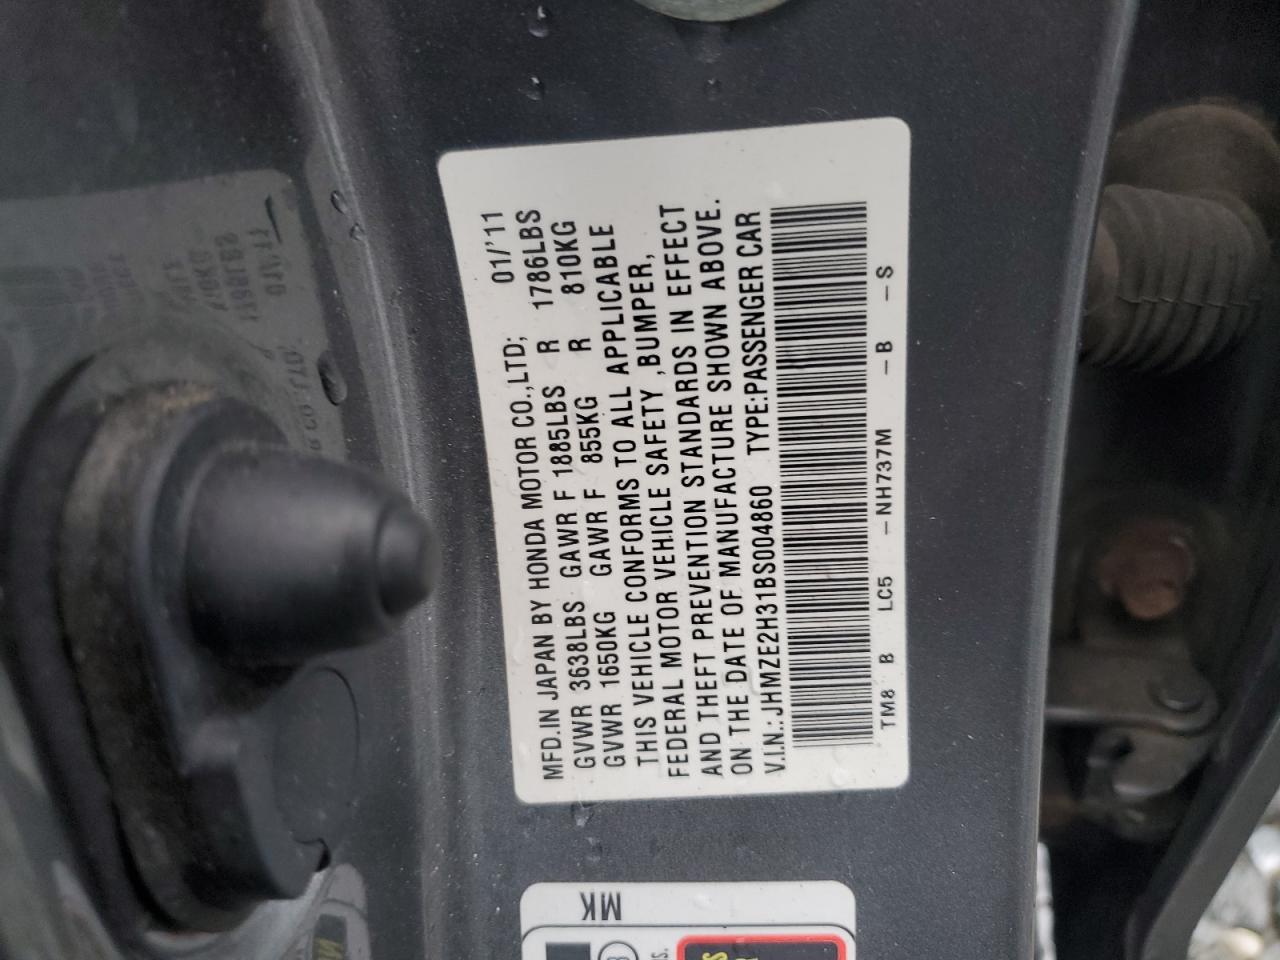 MFD.IN JAPAN BY HONDA MOTOR CO.,LTD; 01/'11
GVWR 3638LBS GAWR F 1885LBS R 1786LBS
GVWR 1650KG GAWR F 855KG R 810KG
THIS VEHICLE CONFORMS TO ALL APPLICABLE
FEDERAL MOTOR VEHICLE SAFETY ,BUMPER,
AND THEFT PREVENTION STANDARDS IN EFFECT
ON THE DATE OF MANUFACTURE SHOWN ABOVE.
V.I.N.: JHMZE2H31BS004860 TYPE:PASSENGER CAR
TM8 B LC5 -NH737M -B -S
MK